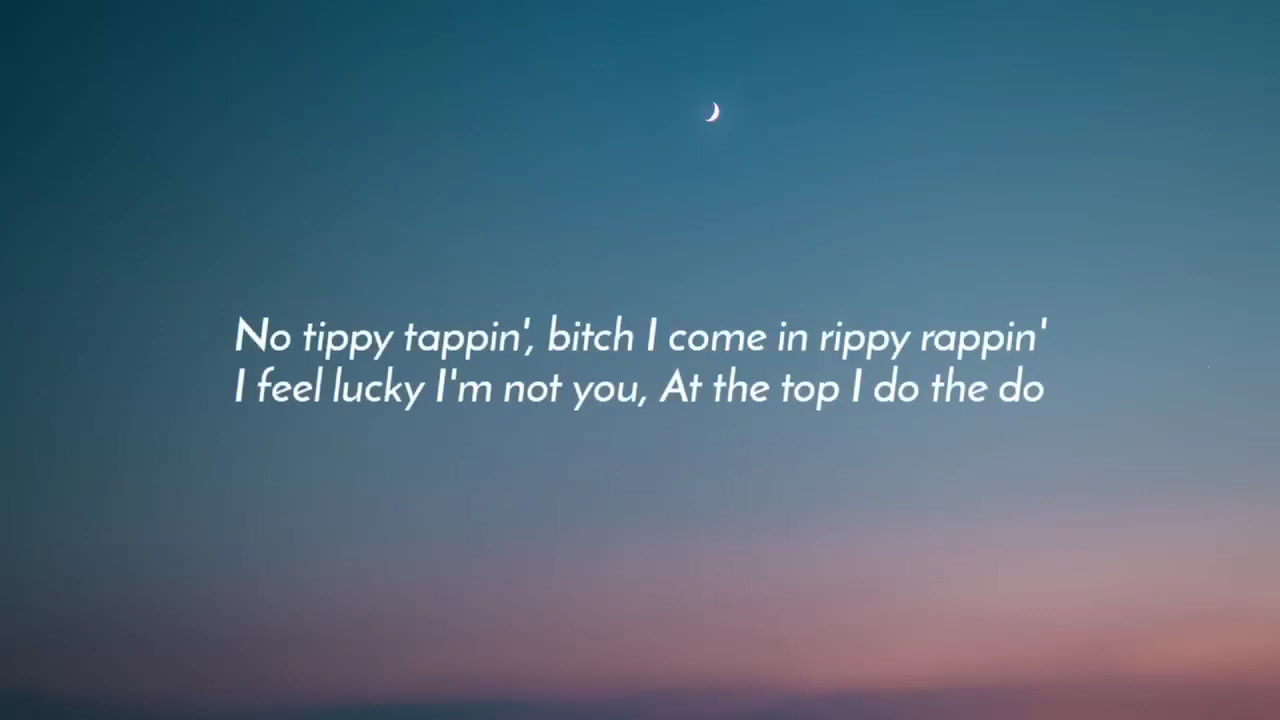 No tippy tappin', bitch I come in rippy rappin'
I feel lucky I'm not you, At the top I do the do